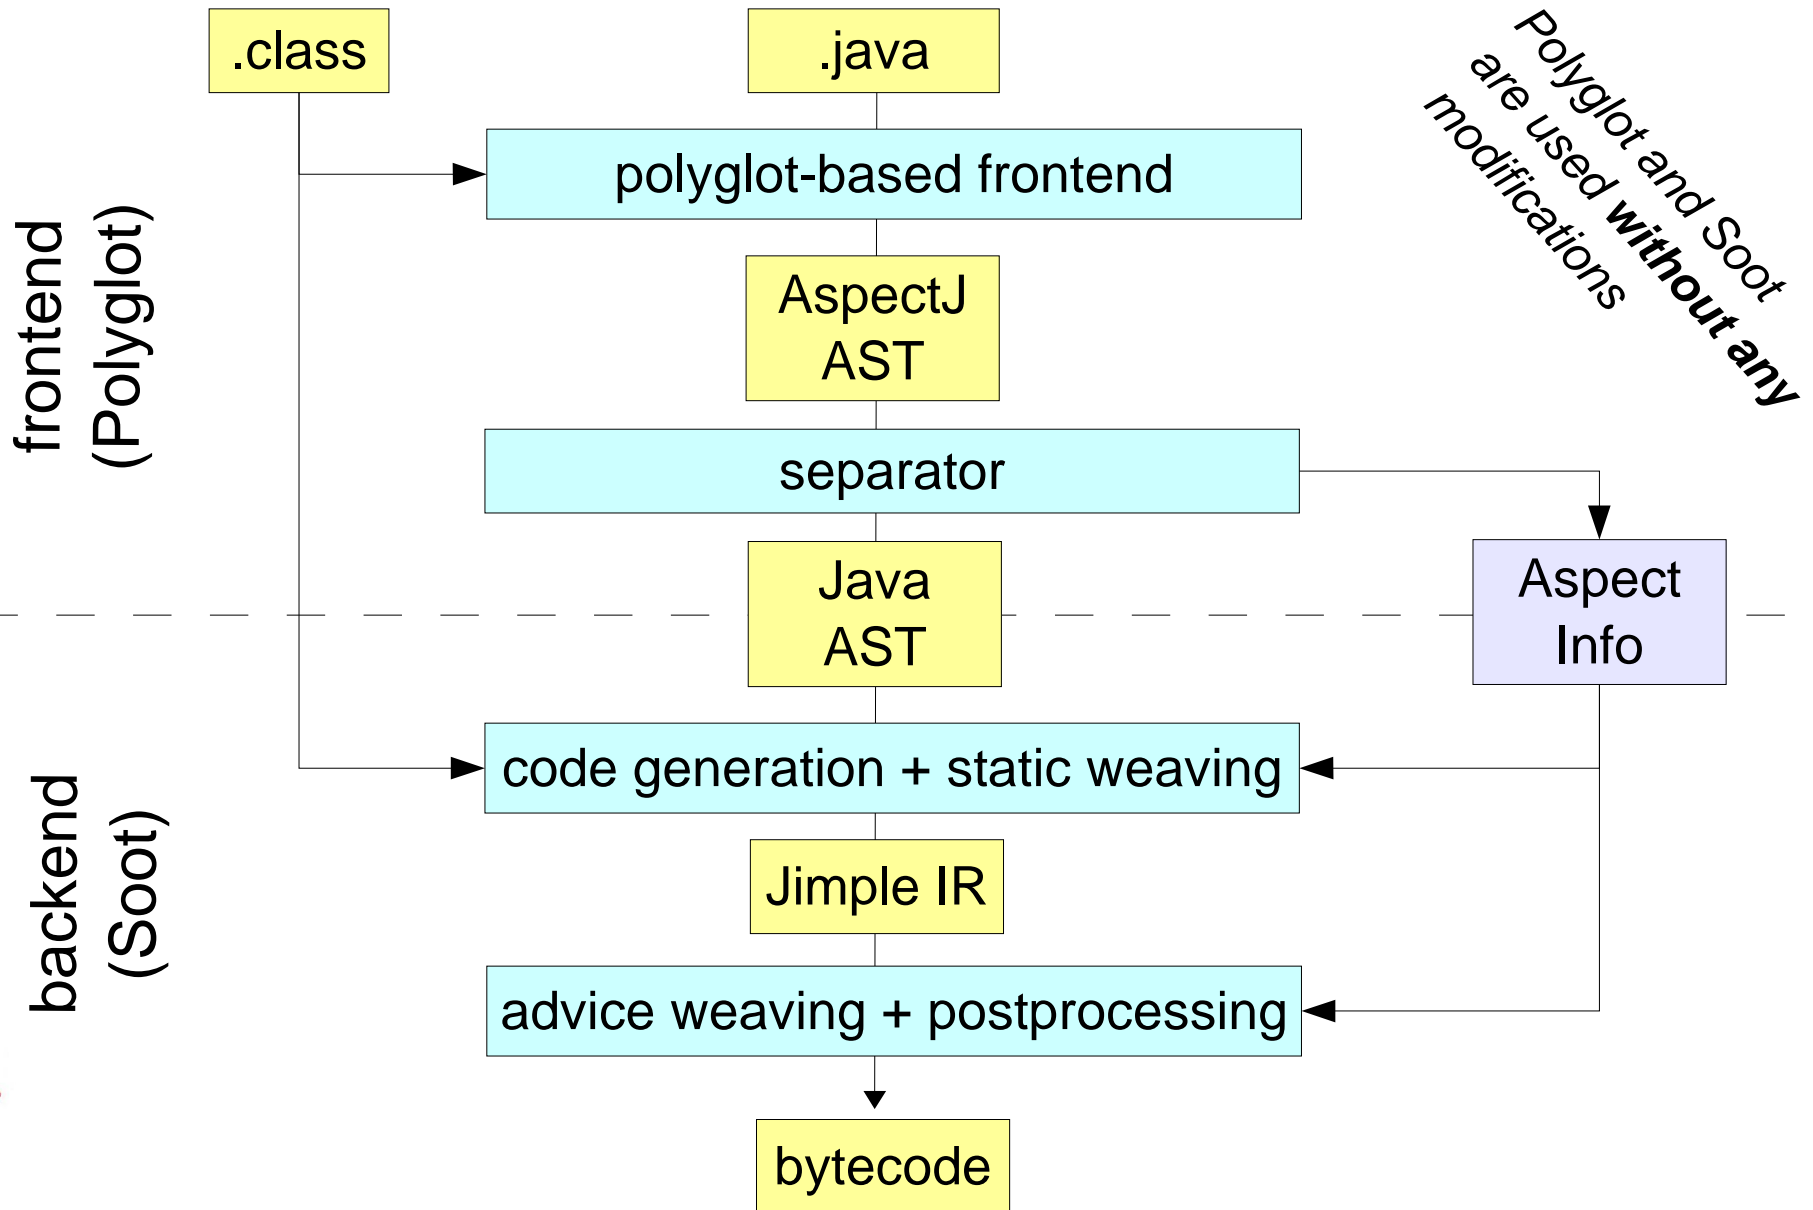 .class
.java
Polyglot and Soot
are used without any
modifications
polyglot-based frontend
frontend
(Polyglot)
AspectJ
AST
separator
Java
AST
Aspect
Info
code generation + static weaving
backend
(Soot)
Jimple IR
advice weaving + postprocessing
bytecode